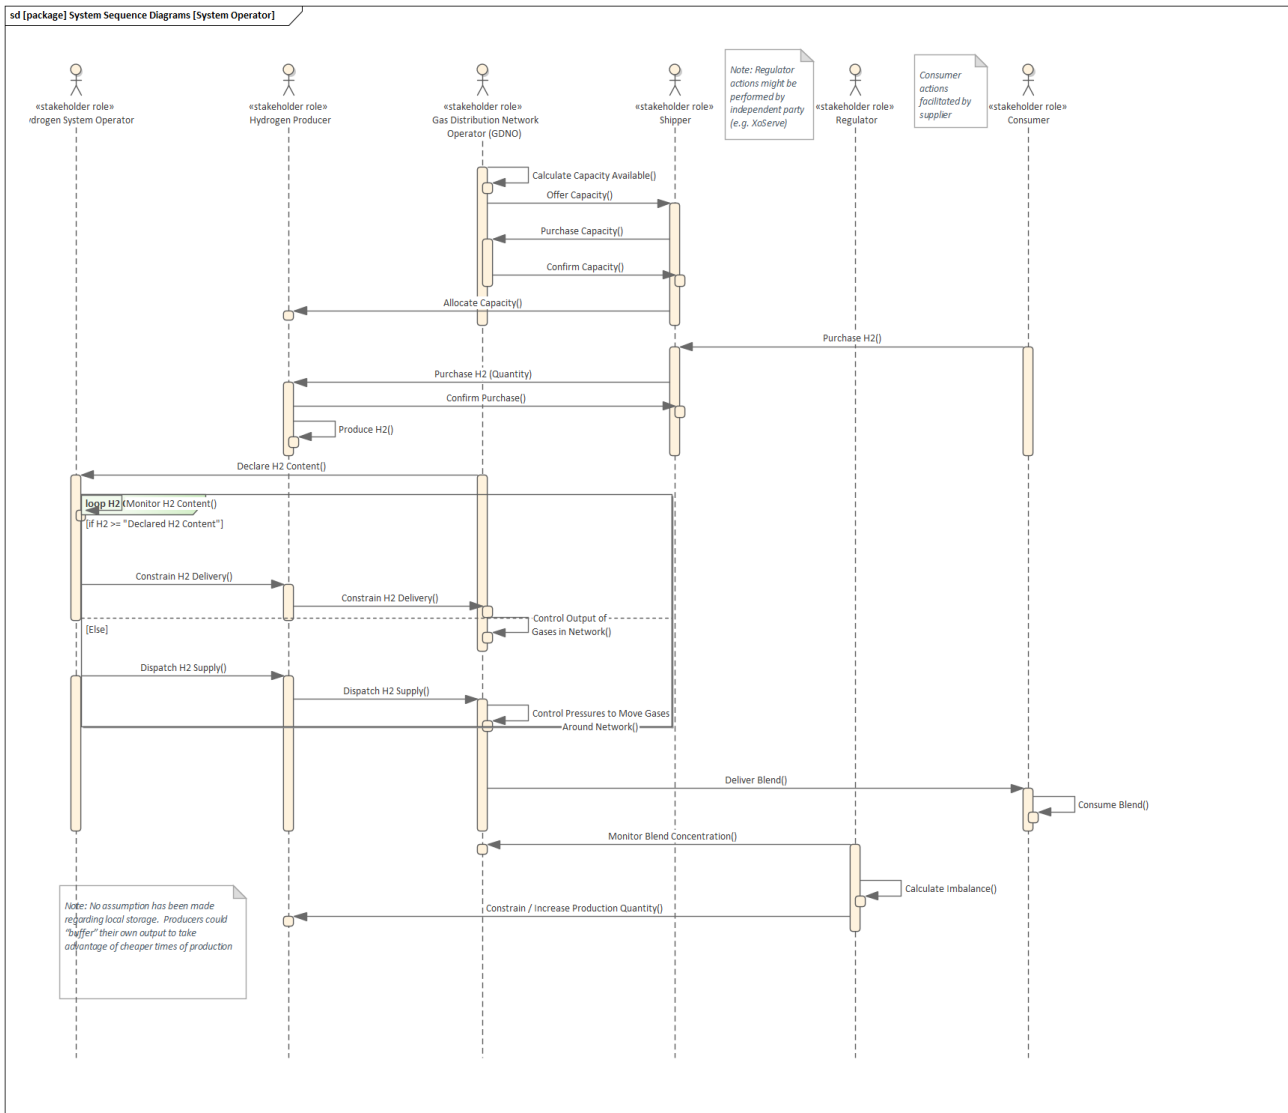 sd [package] System Sequence Diagrams [System Operator]
Note: Regulator
actions might be
performed by
independent party
(e.g. XoServe)
Consumer
actions
facilitated by
supplier
«stakeholder role»
drogen System Operator
«stakeholder role»
Hydrogen Producer
«stakeholder role»
Gas Distribution Network
Operator (GDNO)
«stakeholder role»
Shipper
«stakeholder role»
Regulator
«stakeholder role»
Consumer
Calculate Capacity Available()
Offer Capacity()
Purchase Capacity()
Confirm Capacity()
Allocate Capacity()
Purchase H2()
Purchase H2 (Quantity)
Confirm Purchase()
Produce H2()
Declare H2 Content()
loop H2
Monitor H2 Content()
[if H2 >= "Declared H2 Content"]
Constrain H2 Delivery()
Constrain H2 Delivery()
Control Output of
Gases in Network()
[Else]
Dispatch H2 Supply()
Dispatch H2 Supply()
Control Pressures to Move Gases
Around Network()
Deliver Blend()
Consume Blend()
Monitor Blend Concentration()
Calculate Imbalance()
Constrain / Increase Production Quantity()
Note: No assumption has been made
regarding local storage. Producers could
"buffer" their own output to take
advantage of cheaper times of production